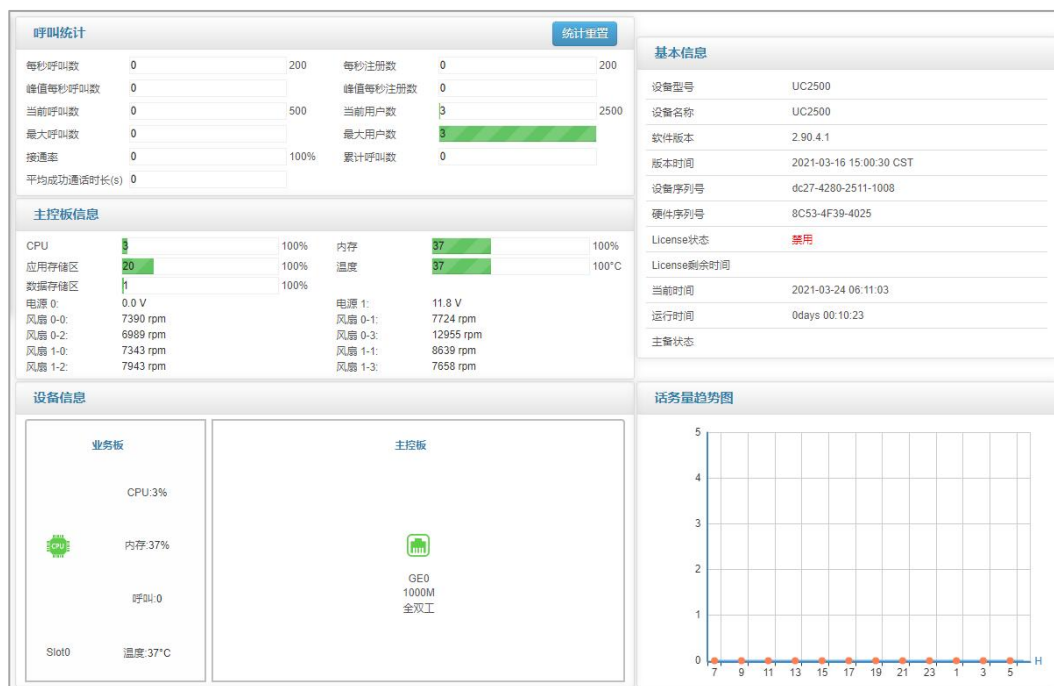 呼叫统计
统计重置
每秒呼叫数 0 200 每秒注册数 0 200
峰值每秒呼叫数 0 峰值每秒注册数 0
当前呼叫数 0 500 当前用户数 3 2500
最大呼叫数 0 最大用户数 3
接通率 0 100% 累计呼叫数 0
平均成功通话时长(s) 0
主控板信息
CPU 3 100% 内存 37 100%
应用存储区 20 100% 温度 37 100°C
数据存储区 1 100%
电源 0: 0.0 V 电源 1: 11.8 V
风扇 0-0: 7390 rpm 风扇 0-1: 7724 rpm
风扇 0-2: 6989 rpm 风扇 0-3: 12955 rpm
风扇 1-0: 7343 rpm 风扇 1-1: 8639 rpm
风扇 1-2: 7943 rpm 风扇 1-3: 7658 rpm
设备信息
业务板
CPU:3%
CPU
内存:37%
呼叫:0
Slot0 温度:37°C
主控板
GE0
1000M
全双工
基本信息
设备型号 UC2500
设备名称 UC2500
软件版本 2.90.4.1
版本时间 2021-03-16 15:00:30 CST
设备序列号 dc27-4280-2511-1008
硬件序列号 8C53-4F39-4025
License状态 禁用
License剩余时间
当前时间 2021-03-24 06:11:03
运行时间 0days 00:10:23
主备状态
话务量趋势图
5
4
3
2
1
0
H
7 9 11 13 15 17 19 21 23 1 3 5